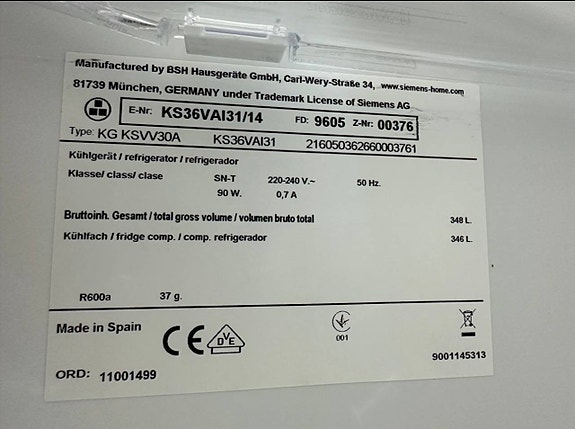 Manufactured by BSH Hausgeräte GmbH, Carl-Wery-Straße 34, www.siemens-home.com
81739 München, GERMANY under Trademark License of Siemens AG
E-Nr: KS36VAI31/14 FD: 9605 Z-Nr: 00376
Type: KG KSVV30A KS36VAI31 216050362660003761
Kühlgerät / refrigerator / refrigerador
Klasse/ class/ clase SN-T 220-240 V.~ 50 Hz.
90 W. 0,7 A
Bruttoinh. Gesamt / total gross volume / volumen bruto total 348 L.
Kühlfach / fridge comp. / comp. refrigerador 346 L.
R600a 37 g.
Made in Spain CE DVE 001
9001145313
ORD: 11001499